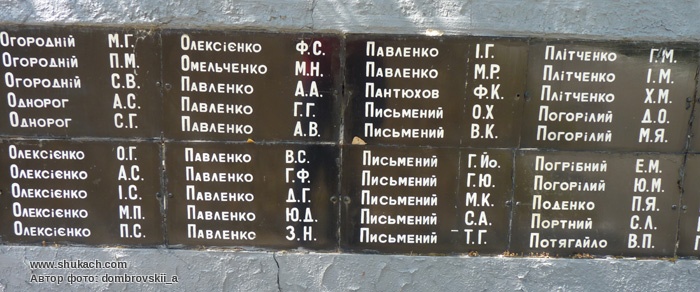 Огородній М.Г.
Огородній П.М.
Огородній С.В.
Однорог А.С.
Однорог С.Г.
Олексієнко О.Г.
Олексієнко А.С.
Олексієнко І.С.
Олексієнко М.П.
Олексієнко П.С.
Олексієнко Ф.С.
Омельченко М.Н.
Павленко А.А.
Павленко Г.Г.
Павленко А.В.
Павленко В.С.
Павленко Г.Ф.
Павленко Д.Г.
Павленко Ю.Д.
Павленко З.Н.
Павленко І.Г.
Павленко М.Р.
Пантюхов Ф.К.
Письмений О.Х
Письмений В.К.
Письмений Г.Йо.
Письмений Г.Ю.
Письмений М.К.
Письмений С.А.
Письмений Т.Г.
Плітченко Г.М.
Плітченко І.М.
Плітченко Х.М.
Погорілий Д.О.
Погорілий М.Я.
Погрібний Е.М.
Погорілий Ю.М.
Поденко П.Я.
Портний С.Л.
Потягайло В.П.
www.shukach.com
Автор фото: dombrovskii_a